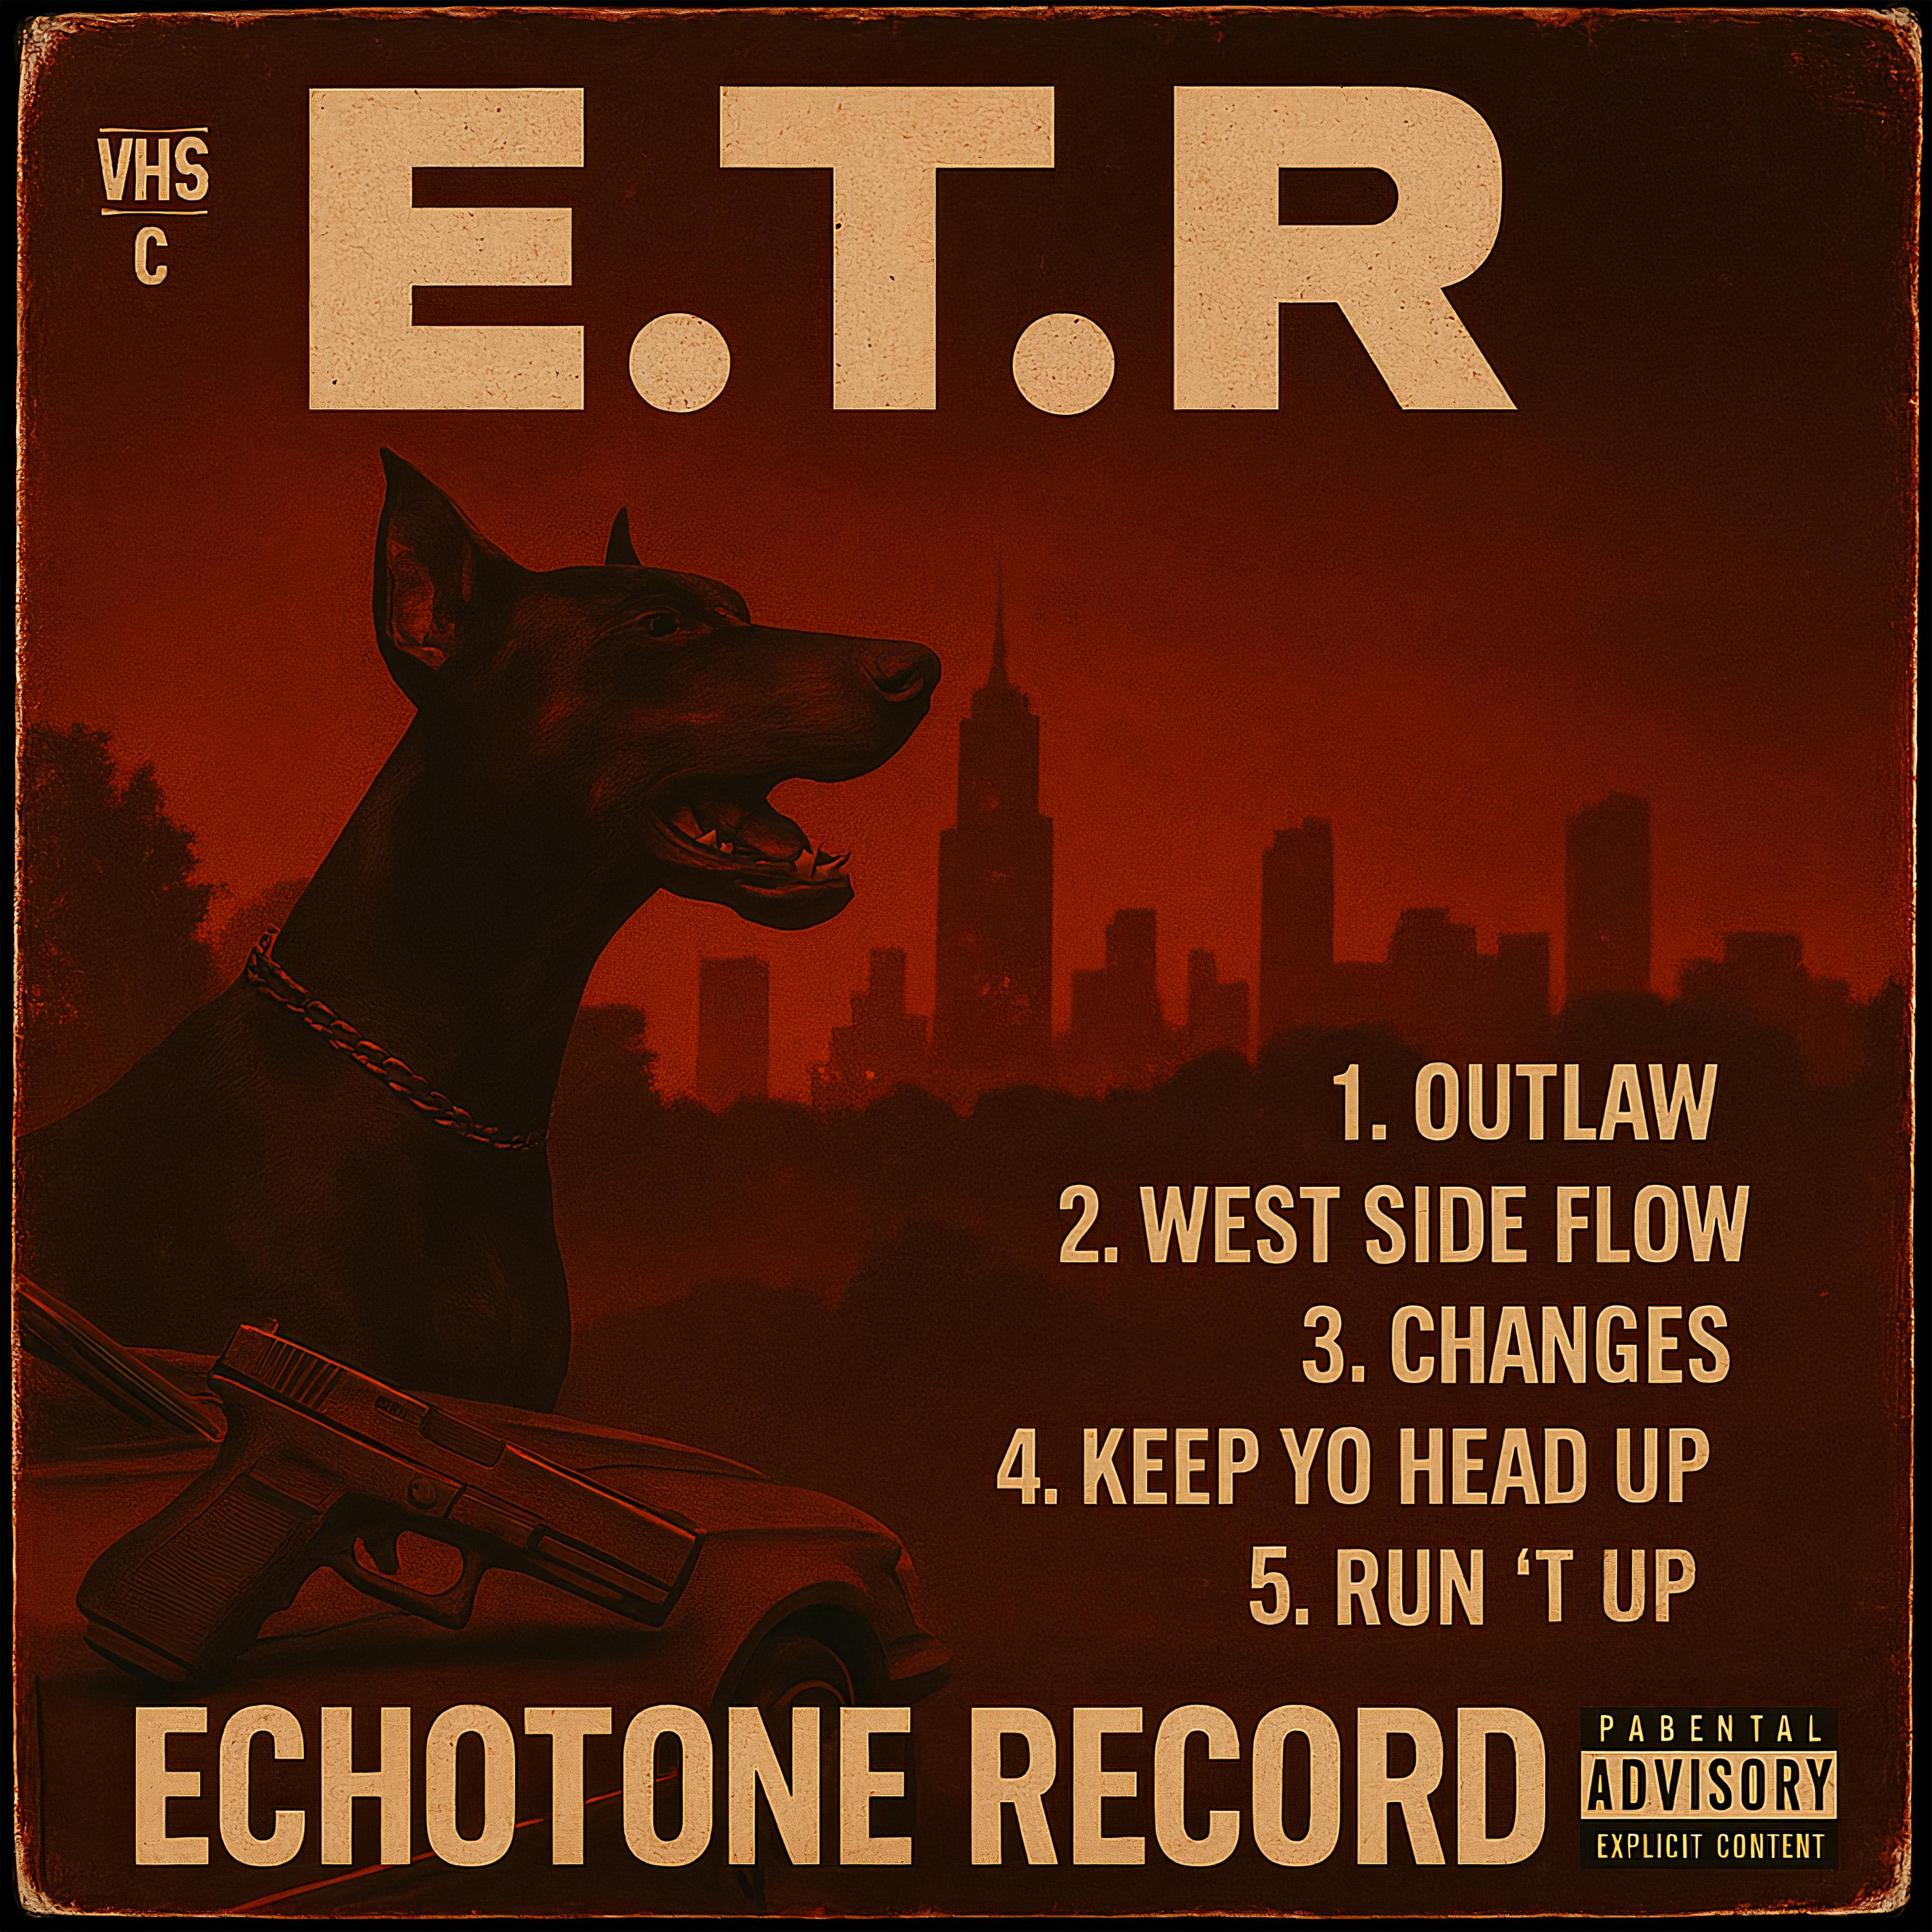 VHS
C
E.T.R
1. OUTLAW
2. WEST SIDE FLOW
3. CHANGES
4. KEEP YO HEAD UP
5. RUN ‘T UP
ECHOTONE RECORD
PABENTAL
ADVISORY
EXPLICIT CONTENT